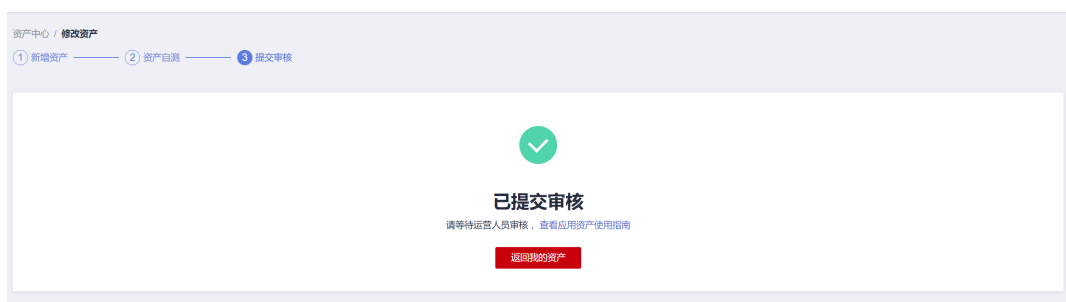 资产中心 / 修改资产
1 新增资产 2 资产自测 3 提交审核
已提交审核
请等待运营人员审核，查看应用资产使用指南
返回我的资产